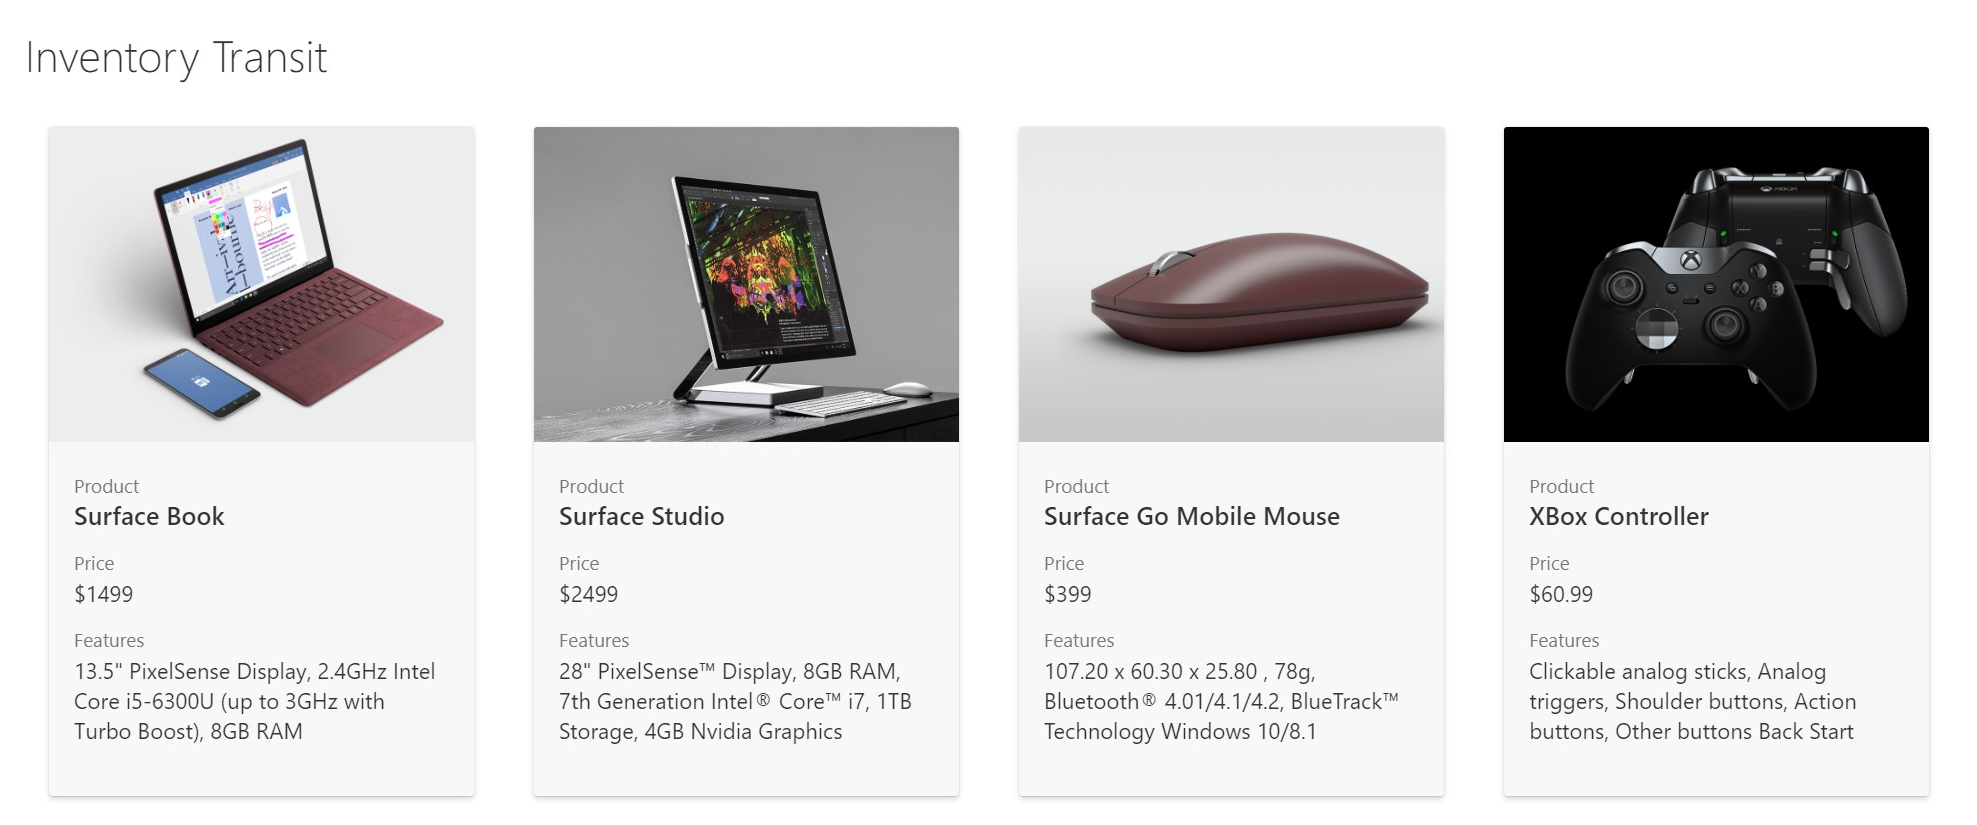 Inventory Transit
XBOX
Product
Surface Book
Price
$1499
Features
13.5" PixelSense Display, 2.4GHz Intel
Core i5-6300U (up to 3GHz with
Turbo Boost), 8GB RAM
Product
Surface Studio
Price
$2499
Features
28" PixelSense™ Display, 8GB RAM,
7th Generation Intel® Core™ i7, 1TB
Storage, 4GB Nvidia Graphics
Product
Surface Go Mobile Mouse
Price
$399
Features
107.20 x 60.30 x 25.80 , 78g,
Bluetooth® 4.01/4.1/4.2, BlueTrack™
Technology Windows 10/8.1
Product
XBox Controller
Price
$60.99
Features
Clickable analog sticks, Analog
triggers, Shoulder buttons, Action
buttons, Other buttons Back Start